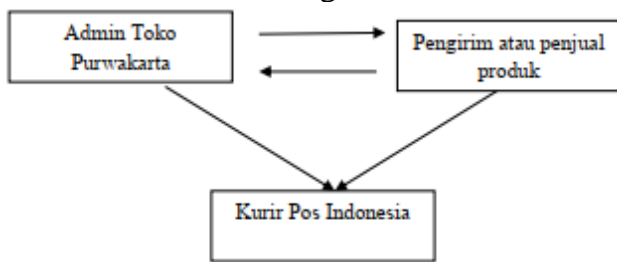 Admin Toko
Purwakarta
Pengirim atau penjual
produk
Kurir Pos Indonesia